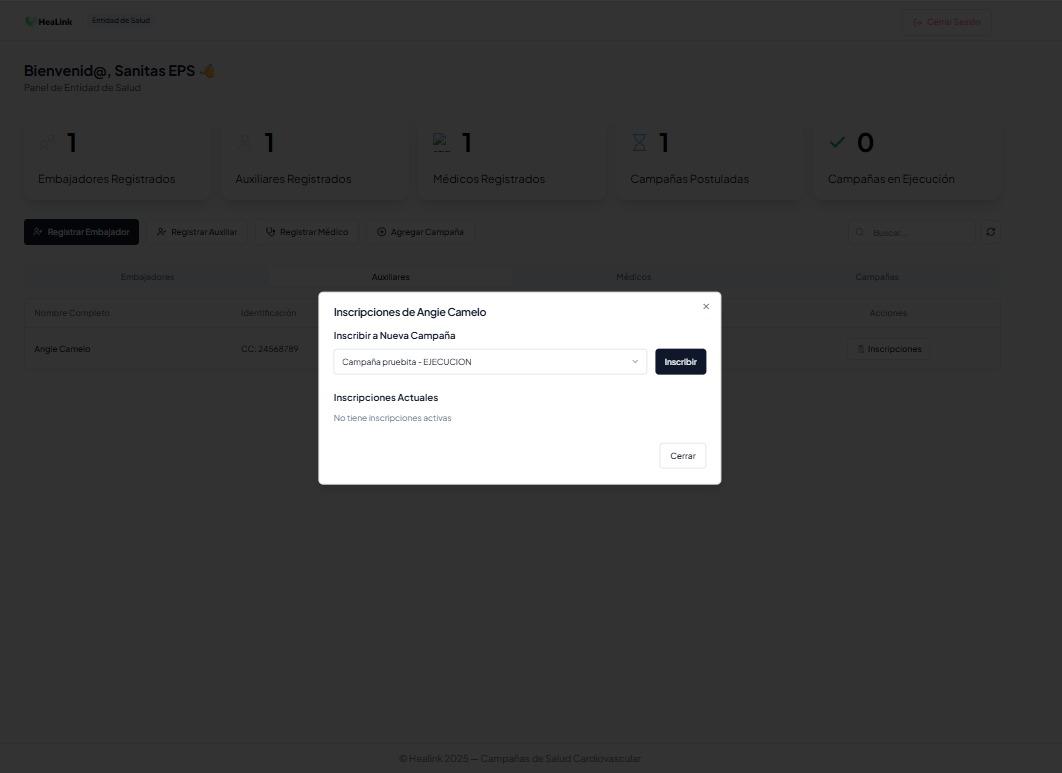 HeaLink
Entidad de Salud
Cerrar Sesión
Bienvenid@, Sanitas EPS
Panel de Entidad de Salud
1
Embajadores Registrados
1
Auxiliares Registrados
1
Médicos Registrados
1
Campañas Postuladas
0
Campañas en Ejecución
Registrar Embajador
Registrar Auxiliar
Registrar Médico
Agregar Campaña
Buscar...
Embajadores
Auxiliares
Médicos
Campañas
Nombre Completo
Identificación
Acciones
Angie Camelo
CC: 24568789
Inscripciones
Inscripciones de Angie Camelo
Inscribir a Nueva Campaña
Campaña pruebita - EJECUCION
Inscribir
Inscripciones Actuales
No tiene inscripciones activas
Cerrar
© Healink 2025 — Campañas de Salud Cardiovascular